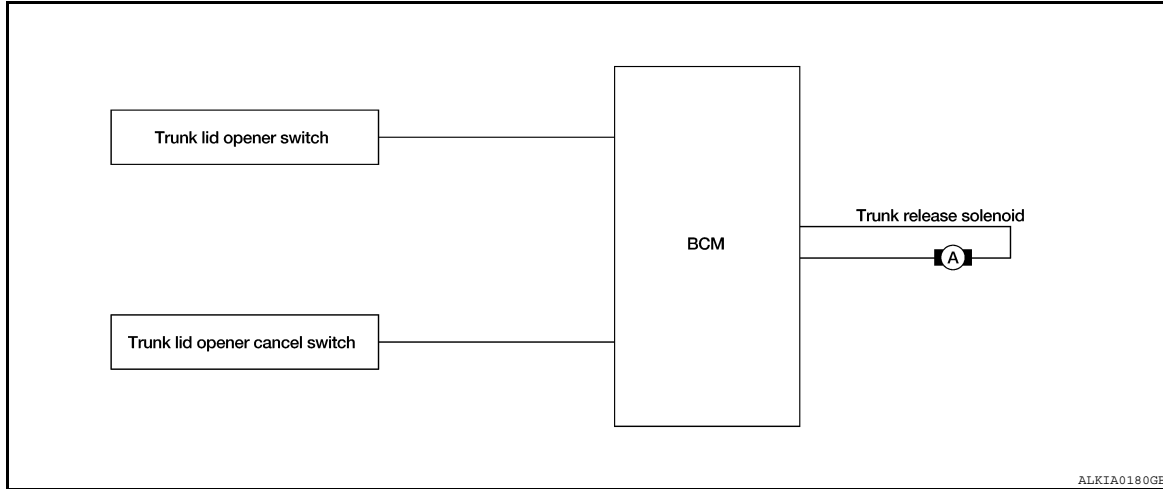 Trunk lid opener switch
Trunk lid opener cancel switch
BCM
Trunk release solenoid
A
ALKIA0180GB